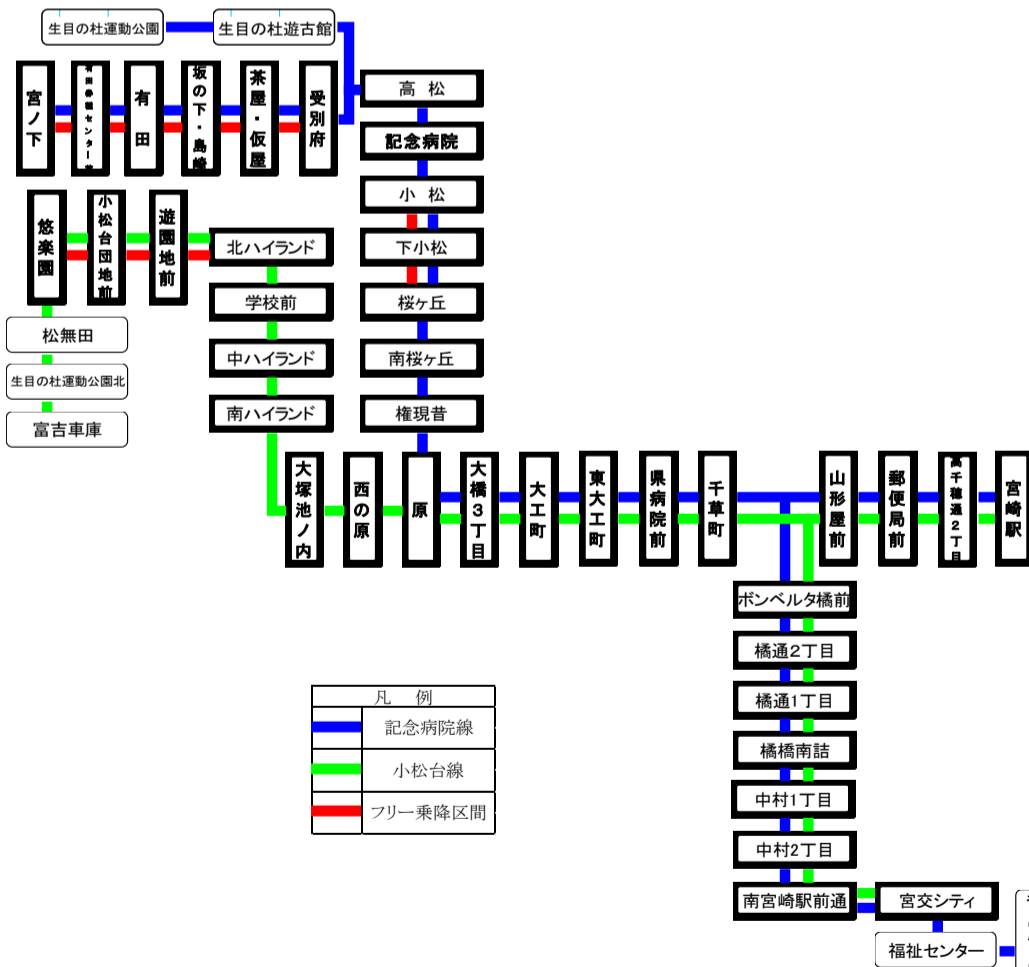 生目の杜運動公園
生目の杜遊古館
宮ノ下
有田
坂の下・島崎
茶屋・仮屋
受別府
高松
記念病院
小松
下小松
桜ヶ丘
南桜ヶ丘
権現昔
悠楽園
小松台団地前
遊園地前
北ハイランド
学校前
中ハイランド
南ハイランド
松無田
生目の杜運動公園北
富吉車庫
大塚池ノ内
西の原
原
大橋3丁目
大工町
東大工町
県病院前
千草町
山形屋前
郵便局前
高千穂通2丁目
宮崎駅
ボンベルタ橘前
橘通2丁目
橘通1丁目
橘橋南詰
中村1丁目
中村2丁目
南宮崎駅前通
宮交シティ
福祉センター
凡例
記念病院線
小松台線
フリー乗降区間